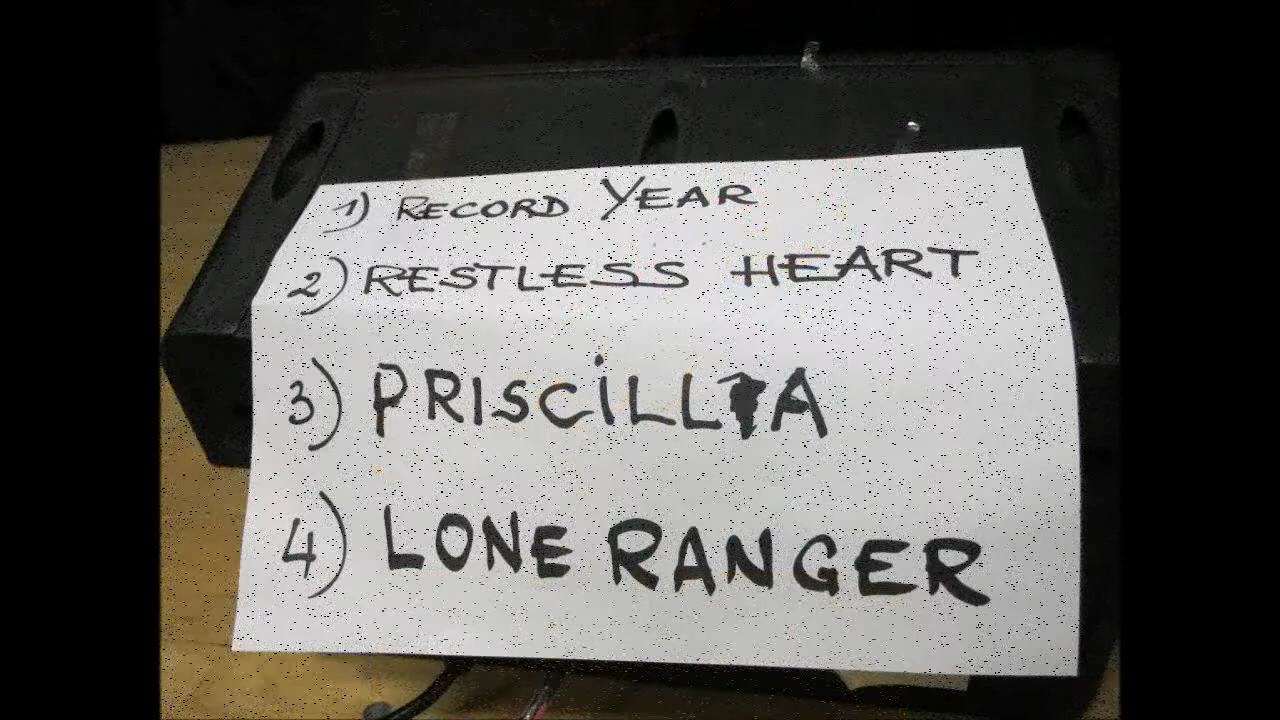 1) RECORD YEAR
2) RESTLESS HEART
3) PRISCiLLA
4) LONE RANGER